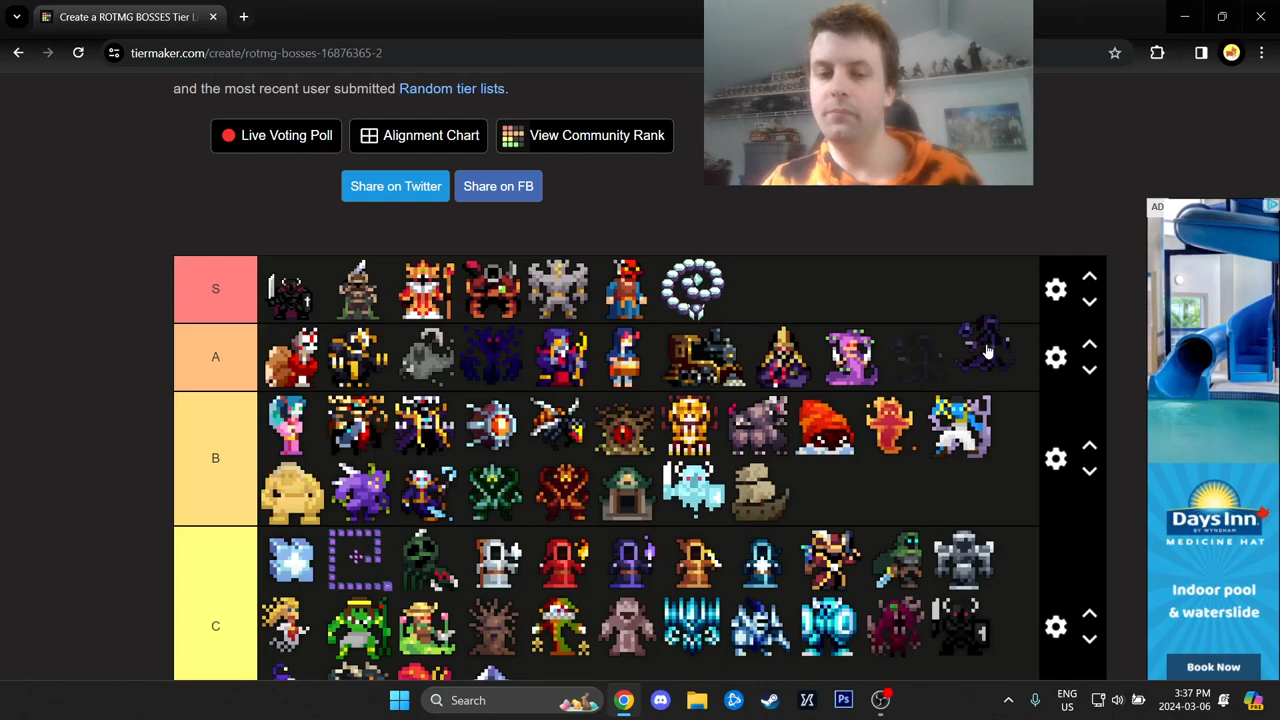 Create a ROTMG BOSSES Tier Li
tiermaker.com/create/rotmg-bosses-16876365-2
and the most recent user submitted Random tier lists.
Live Voting Poll
Alignment Chart
View Community Rank
Share on Twitter
Share on FB
AD
S
A
B
C
Days Inn
BY WYNDHAM
MEDICINE HAT
Indoor pool
& waterslide
Book Now
Search
Ps
ENG
US
3:37 PM
2024-03-06
PRE